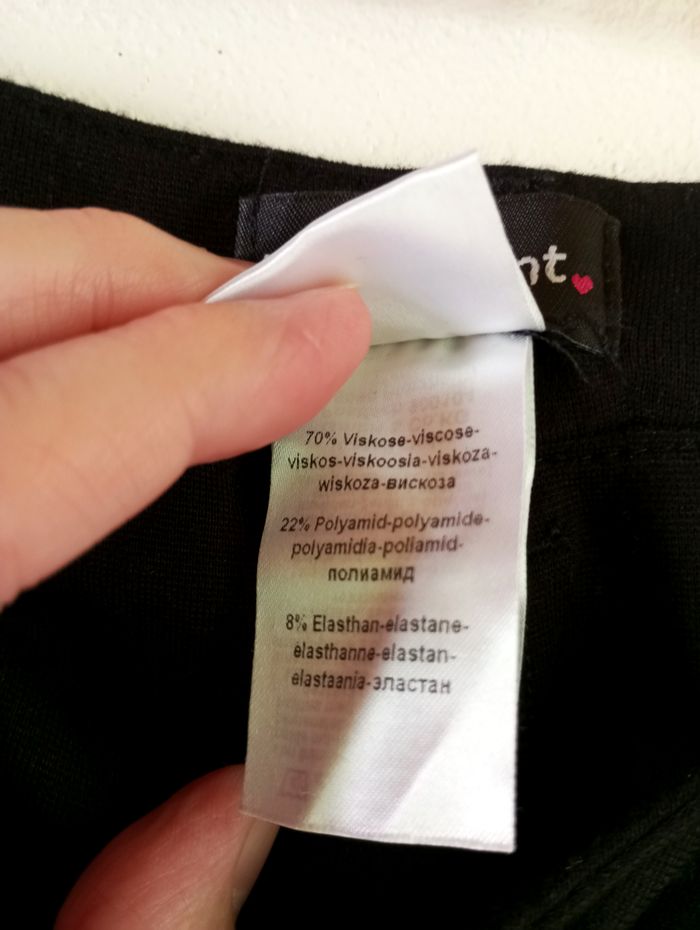 nt.
70% Viskose-viscose-
viskos-viskoosia-viskoza-
wiskoza-вискоза
22% Polyamid-polyamide-
polyamidia-poliamid-
полиамид
8% Elasthan-elastane-
elasthanne-elastan-
elastaania-эластан